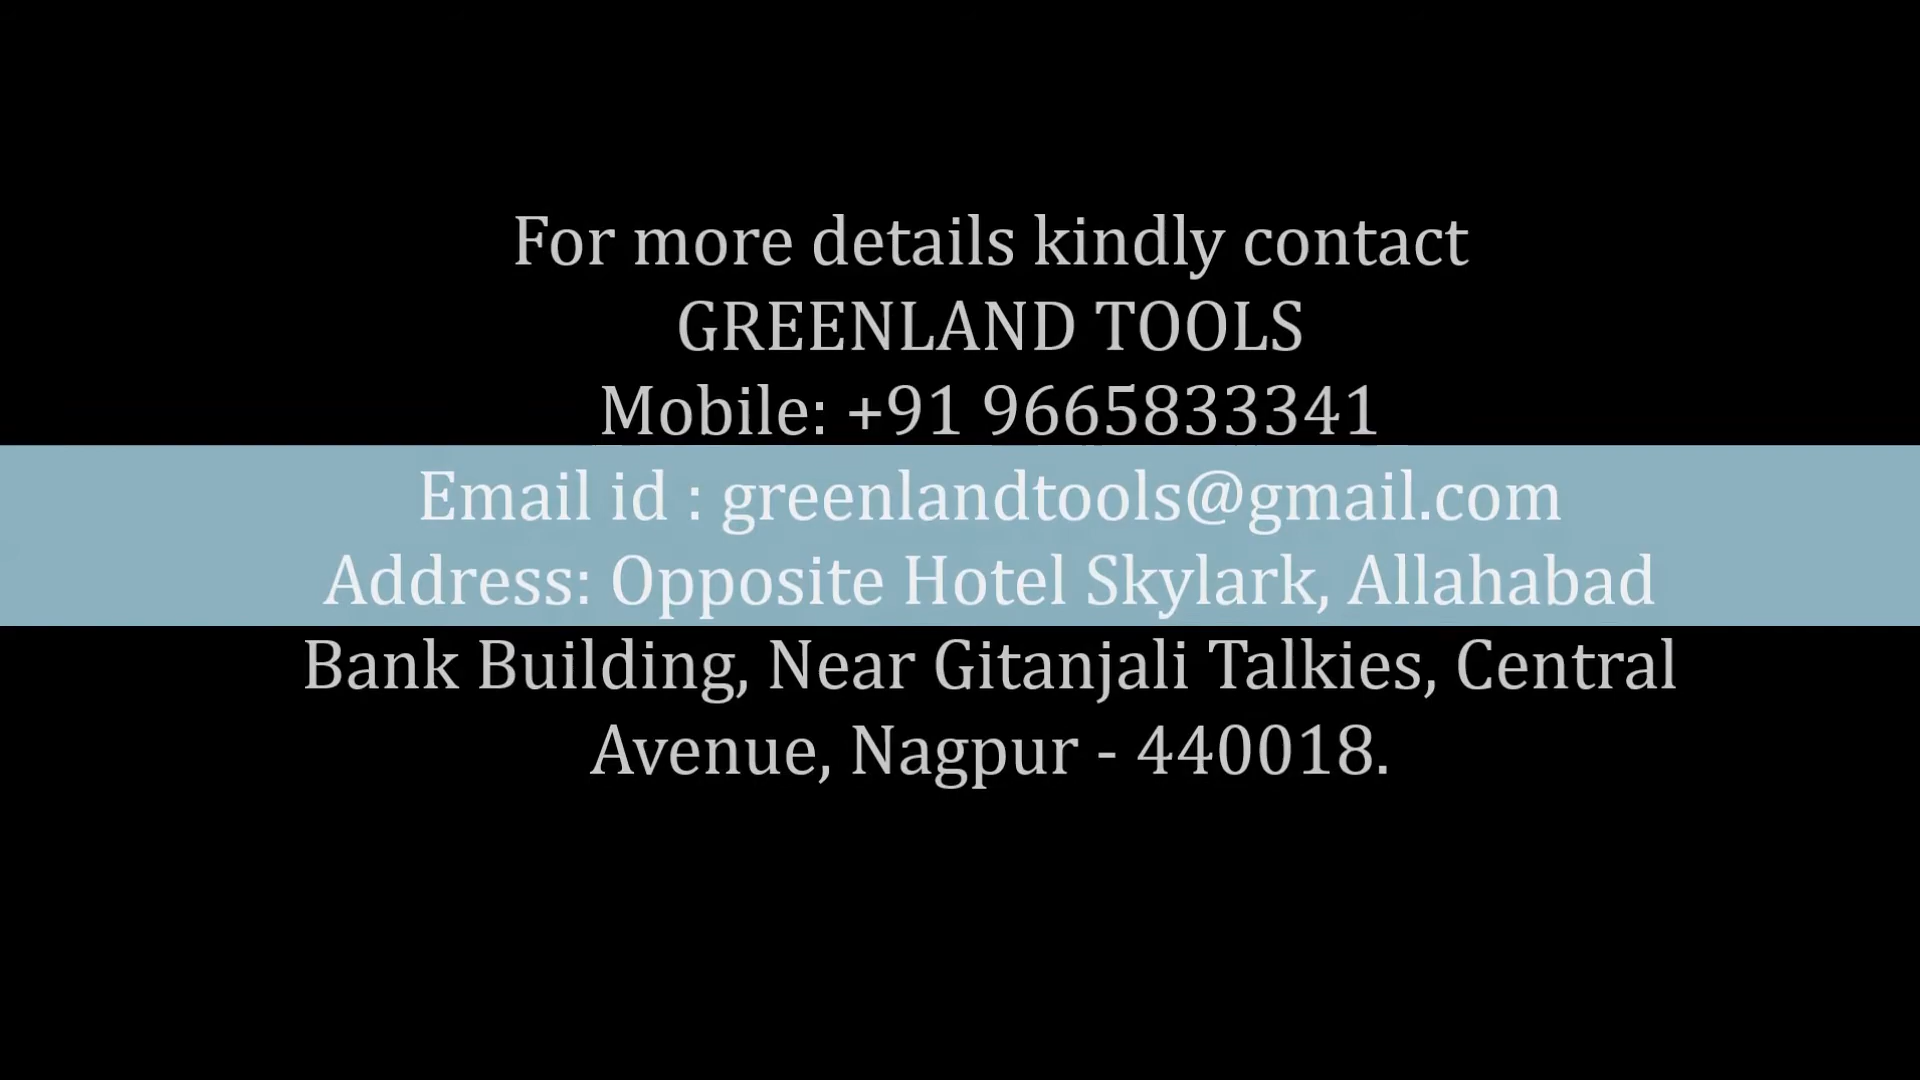 For more details kindly contact
GREENLAND TOOLS
Mobile: +91 9665833341
Email id : greenlandtools@gmail.com
Address: Opposite Hotel Skylark, Allahabad
Bank Building, Near Gitanjali Talkies, Central
Avenue, Nagpur - 440018.